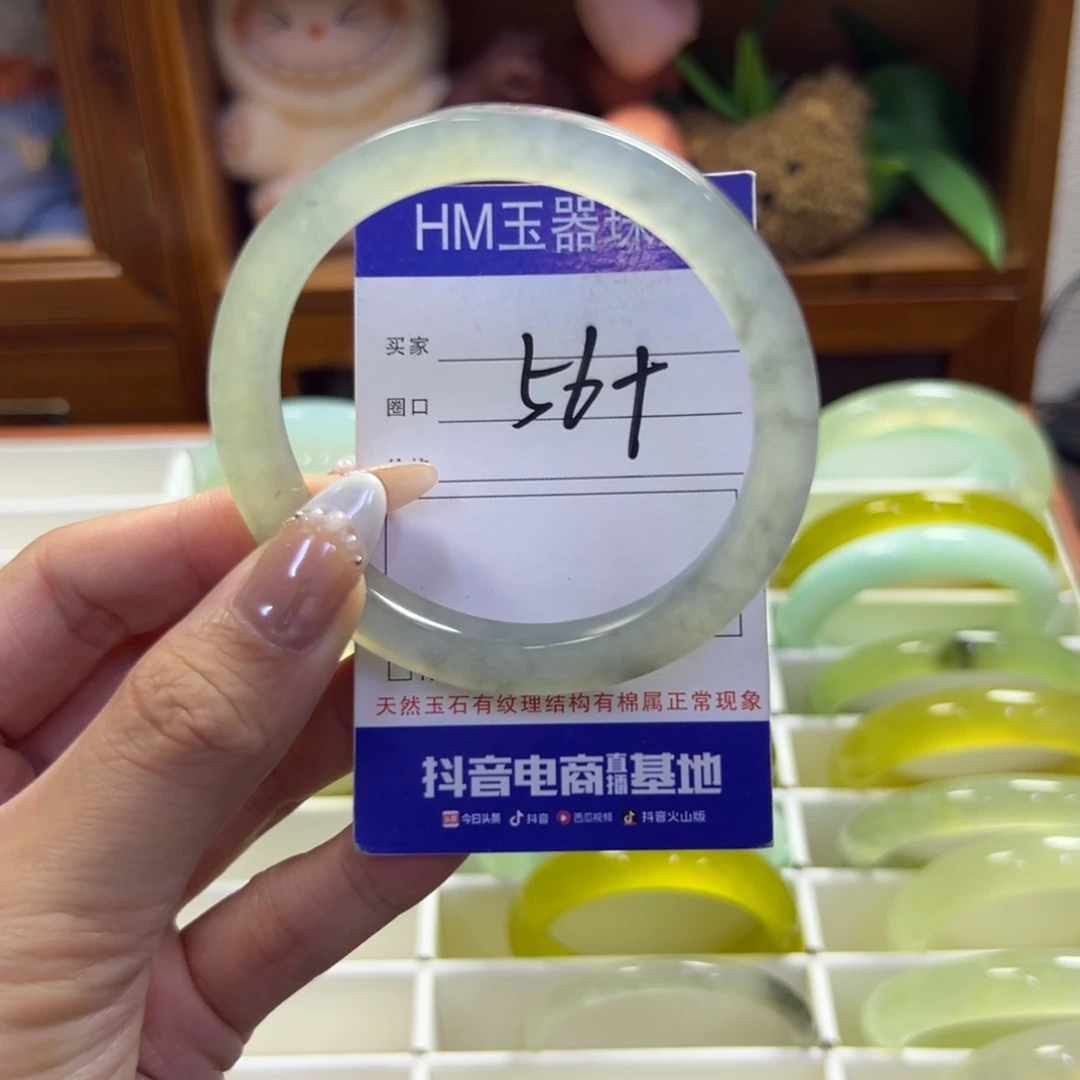 HM玉器珠
买家
圈口
56+
天然玉石有纹理结构有棉属正常现象
抖音电商直播基地
今日头条 抖音 西瓜视频 抖音火山版